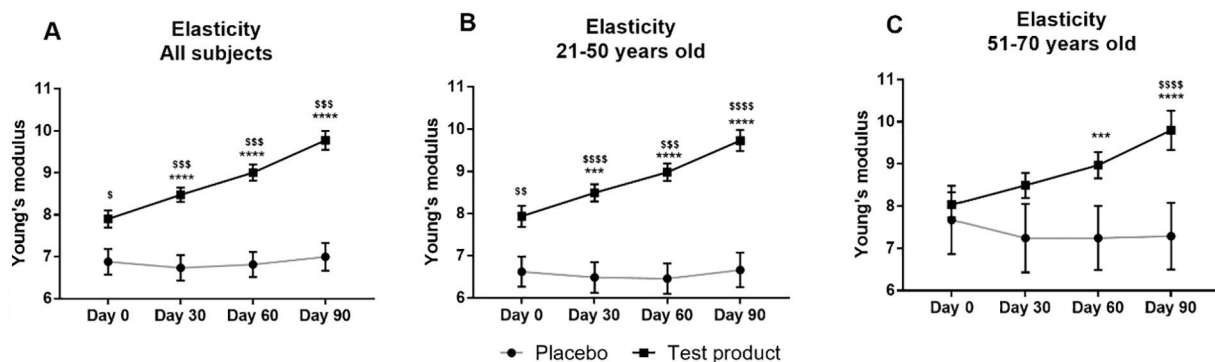 A
Elasticity
All subjects
Young's modulus
11
10
9
8
7
6
$
$$$
****
$$$
****
$$$
****
Day 0 Day 30 Day 60 Day 90
B
Elasticity
21-50 years old
Young's modulus
11
10
9
8
7
6
$$
$$$$
***
$$$
****
$$$$
****
Day 0 Day 30 Day 60 Day 90
C
Elasticity
51-70 years old
Young's modulus
11
10
9
8
7
6
***
$$$$
****
Day 0 Day 30 Day 60 Day 90
Placebo Test product